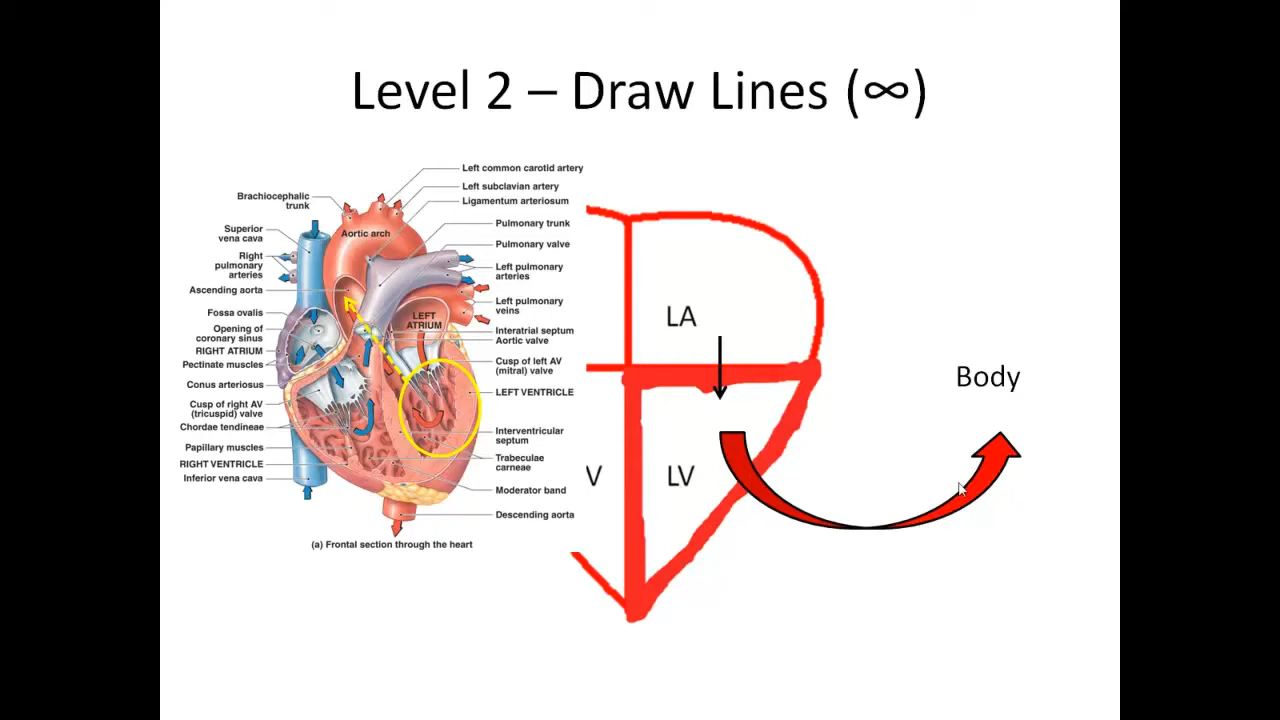 Level 2 – Draw Lines (∞)
Left common carotid artery
Left subclavian artery
Ligamentum arteriosum
Pulmonary trunk
Pulmonary valve
Left pulmonary
arteries
Left pulmonary
veins
Interatrial septum
Aortic valve
Cusp of left AV
(mitral) valve
LEFT VENTRICLE
Interventricular
septum
Trabeculae
carneae
Moderator band
Descending aorta
Brachiocephalic
trunk
Superior
vena cava
Right
pulmonary
arteries
Ascending aorta
Fossa ovalis
Opening of
coronary sinus
RIGHT ATRIUM
Pectinate muscles
Conus arteriosus
Cusp of right AV
(tricuspid) valve
Chordae tendineae
Papillary muscles
RIGHT VENTRICLE
Inferior vena cava
Aortic arch
LEFT
ATRIUM
(a) Frontal section through the heart
LA
V
LV
Body